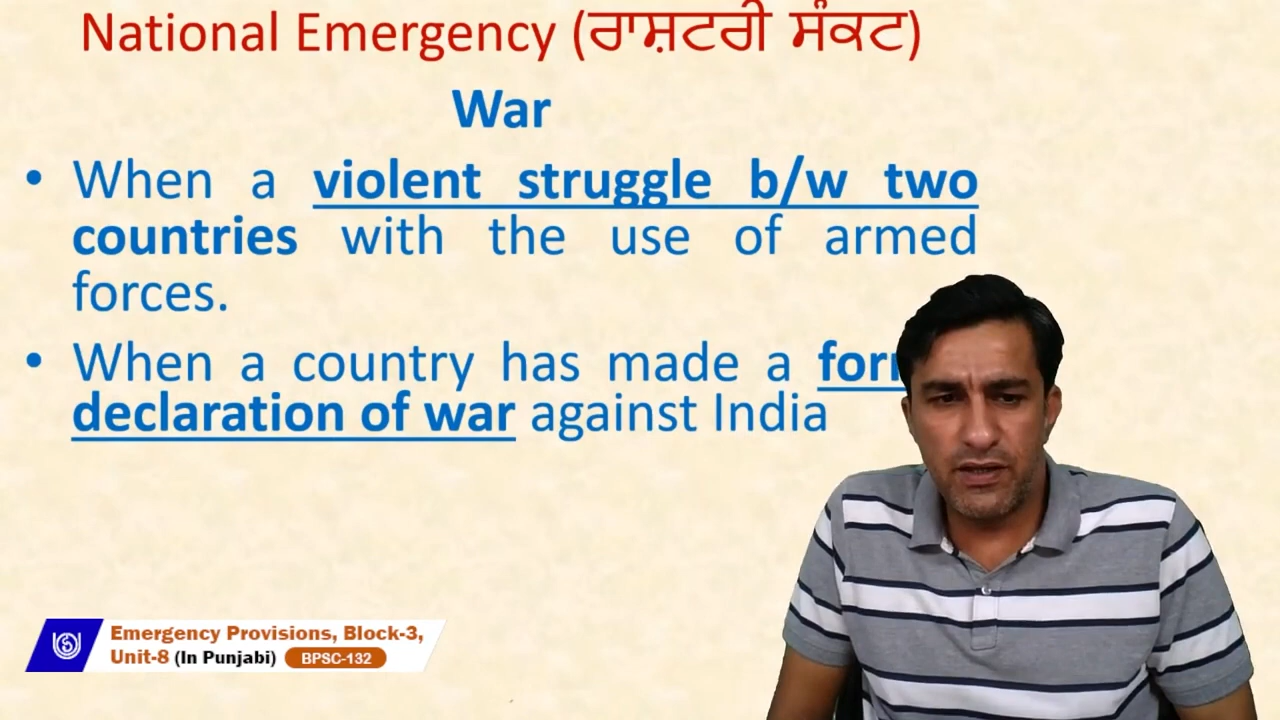 National Emergency (ਰਾਸ਼ਟਰੀ ਸੰਕਟ)
War
• When a violent struggle b/w two
countries with the use of armed
forces.
• When a country has made a
declaration of war against India
Emergency Provisions, Block-3,
Unit-8 (In Punjabi) BPSC-132